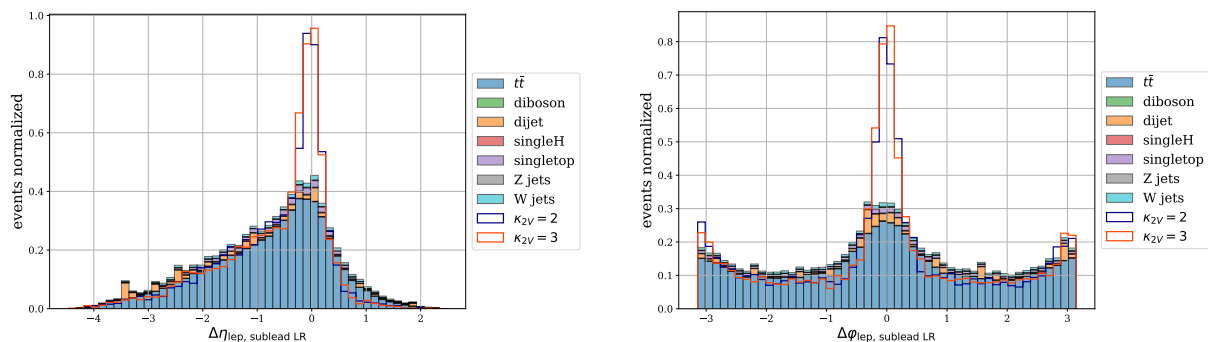 events normalized
1.0
0.8
0.6
0.4
0.2
0.0
−4 −3 −2 −1 0 1 2
Δη_lep, sublead LR
tt̄
diboson
dijet
singleH
singletop
Z jets
W jets
κ_2V = 2
κ_2V = 3
events normalized
0.8
0.7
0.6
0.5
0.4
0.3
0.2
0.1
0.0
−3 −2 −1 0 1 2 3
Δφ_lep, sublead LR
tt̄
diboson
dijet
singleH
singletop
Z jets
W jets
κ_2V = 2
κ_2V = 3